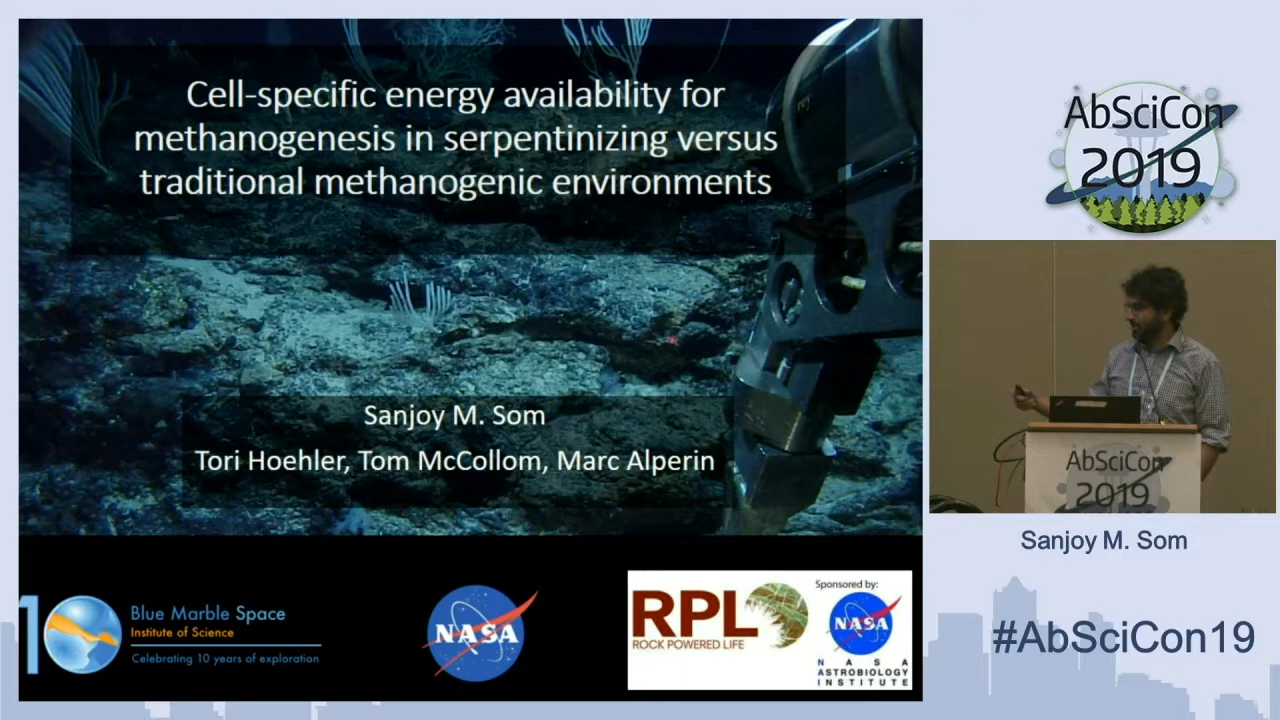 Cell-specific energy availability for
methanogenesis in serpentinizing versus
traditional methanogenic environments
Sanjoy M. Som
Tori Hoehler, Tom McCollom, Marc Alperin
10
Blue Marble Space
Institute of Science
Celebrating 10 years of exploration
NASA
RPL
ROCK POWERED LIFE
Sponsored by:
NASA
N A S A
ASTROBIOLOGY
INSTITUTE
AbSciCon
2019
AbSciCon
2019
Sanjoy M. Som
#AbSciCon19